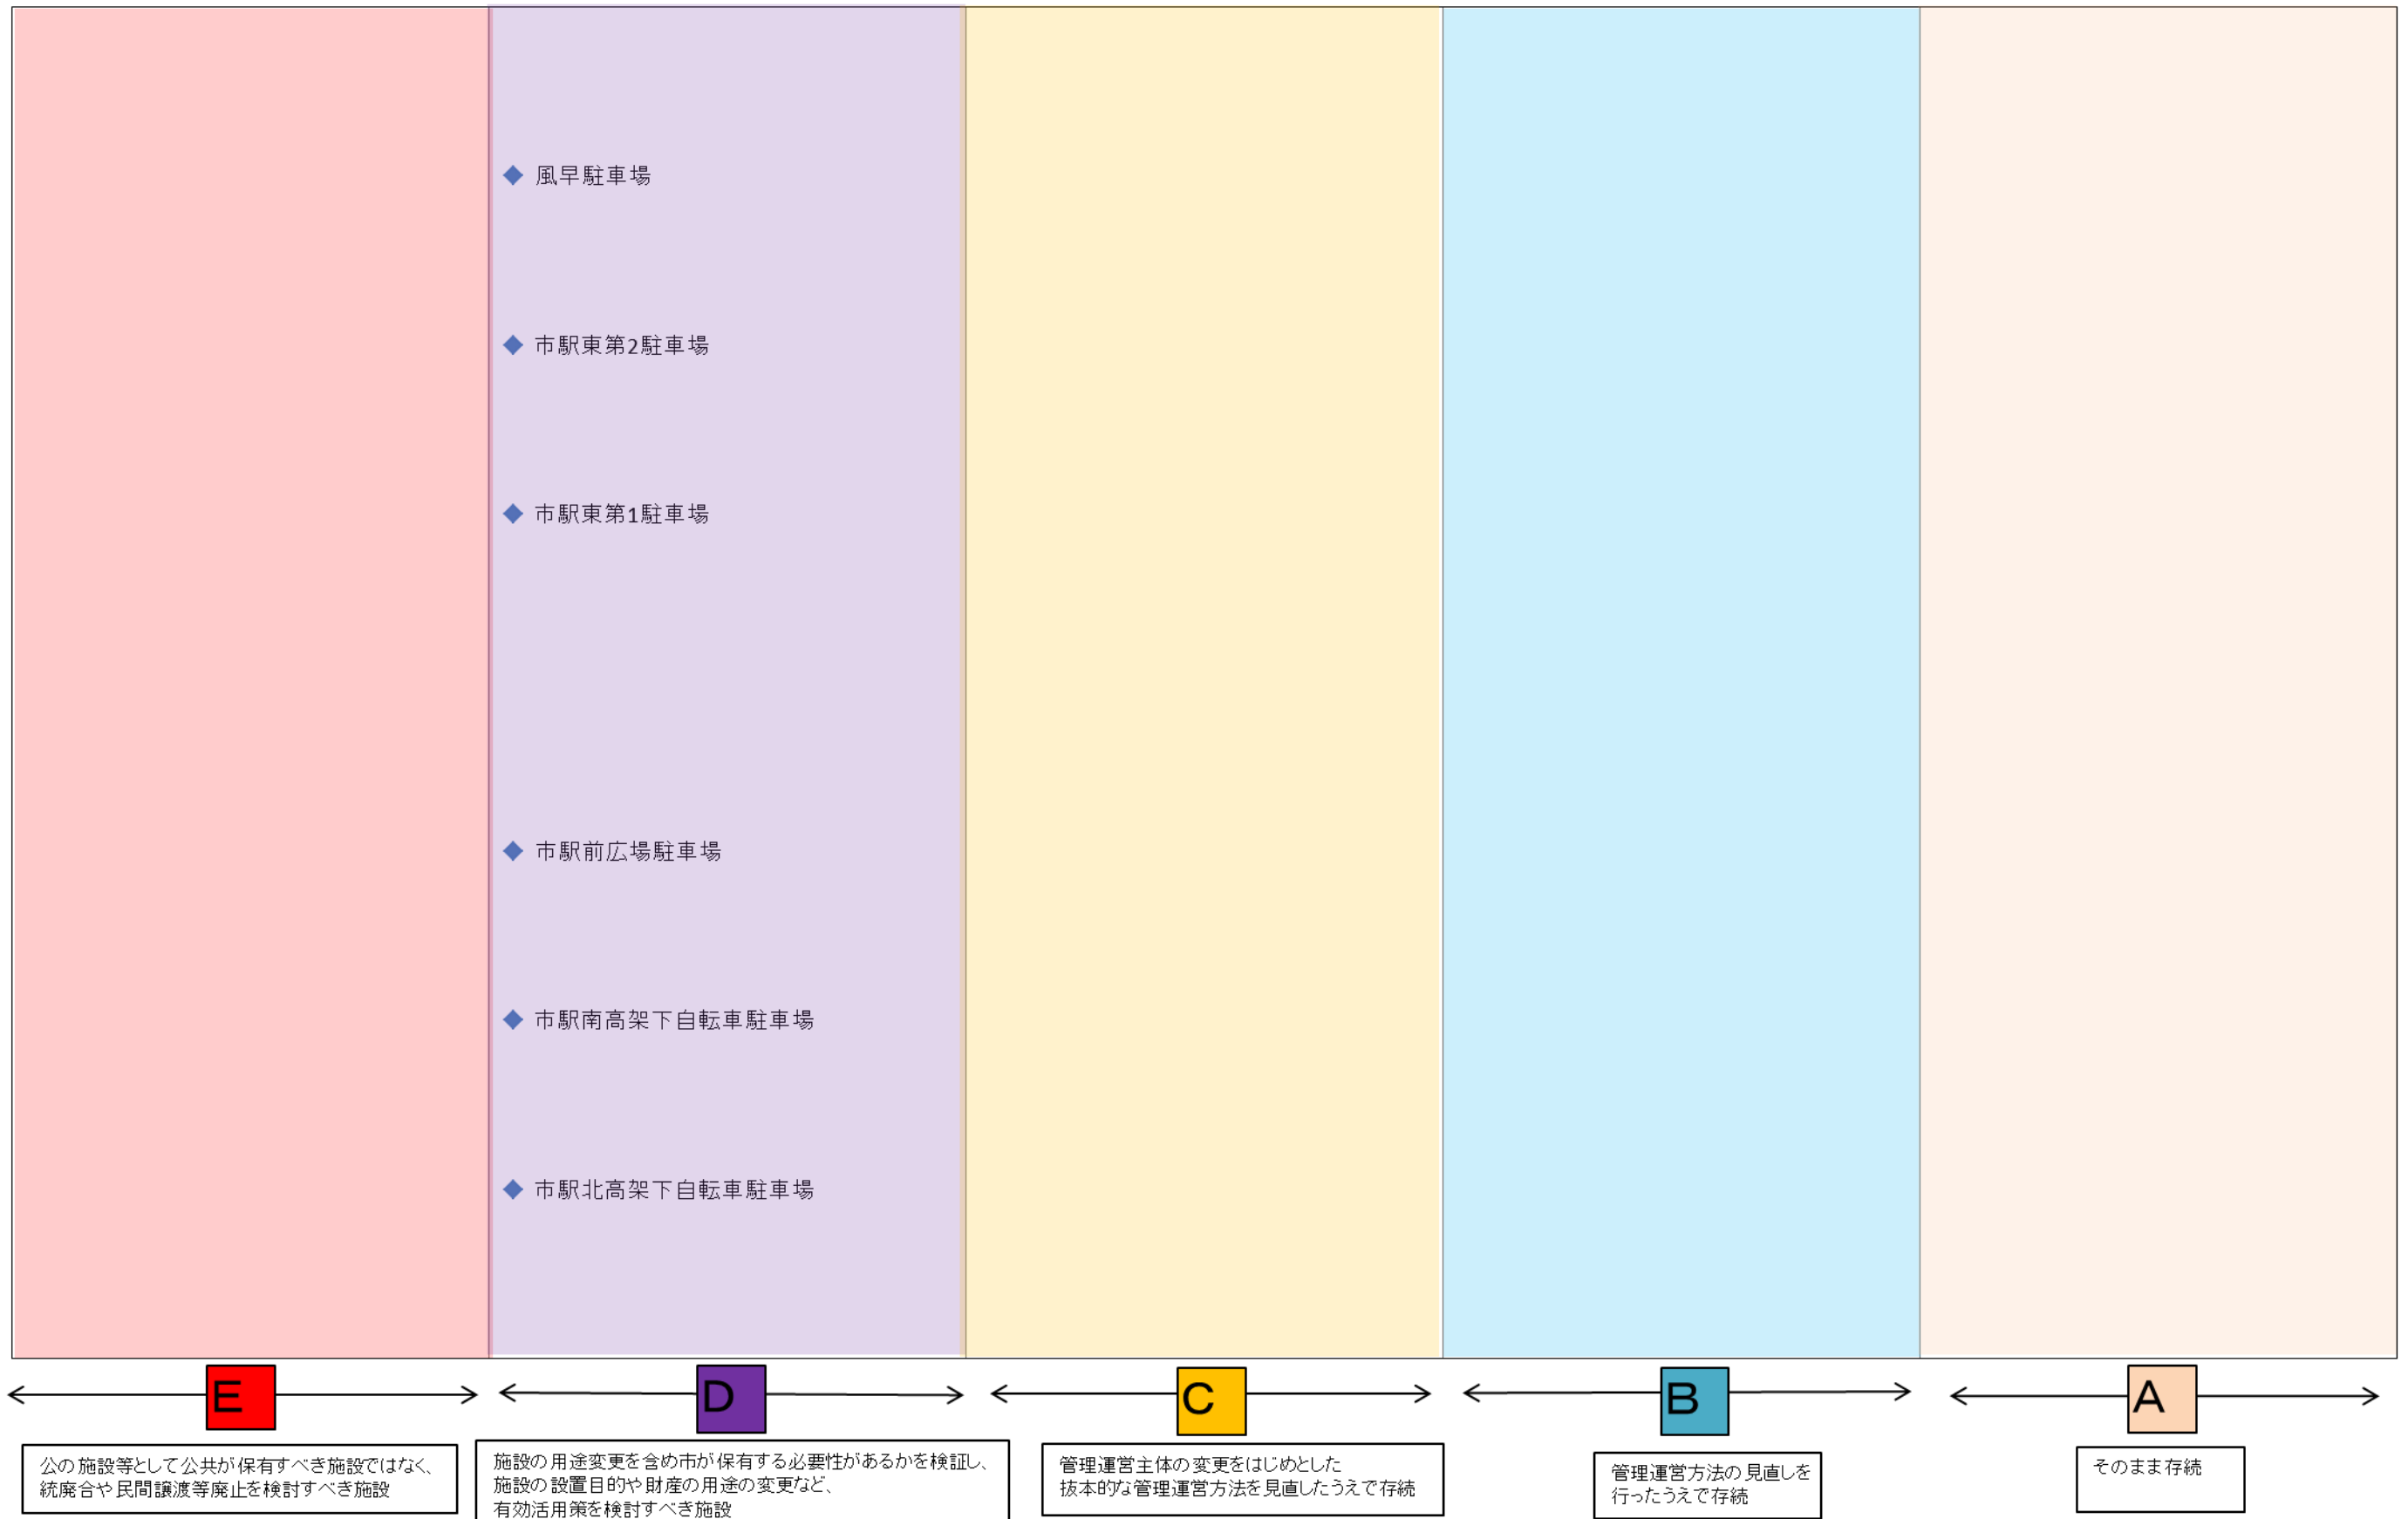 風早駐車場
市駅東第2駐車場
市駅東第1駐車場
市駅前広場駐車場
市駅南高架下自転車駐車場
市駅北高架下自転車駐車場
E
D
C
B
A
公の施設等として公共が保有すべき施設ではなく、
統廃合や民間譲渡等廃止を検討すべき施設
施設の用途変更を含め市が保有する必要性があるかを検証し、
施設の設置目的や財産の用途の変更など、
有効活用策を検討すべき施設
管理運営主体の変更をはじめとした
抜本的な管理運営方法を見直したうえで存続
管理運営方法の見直しを
行ったうえで存続
そのまま存続